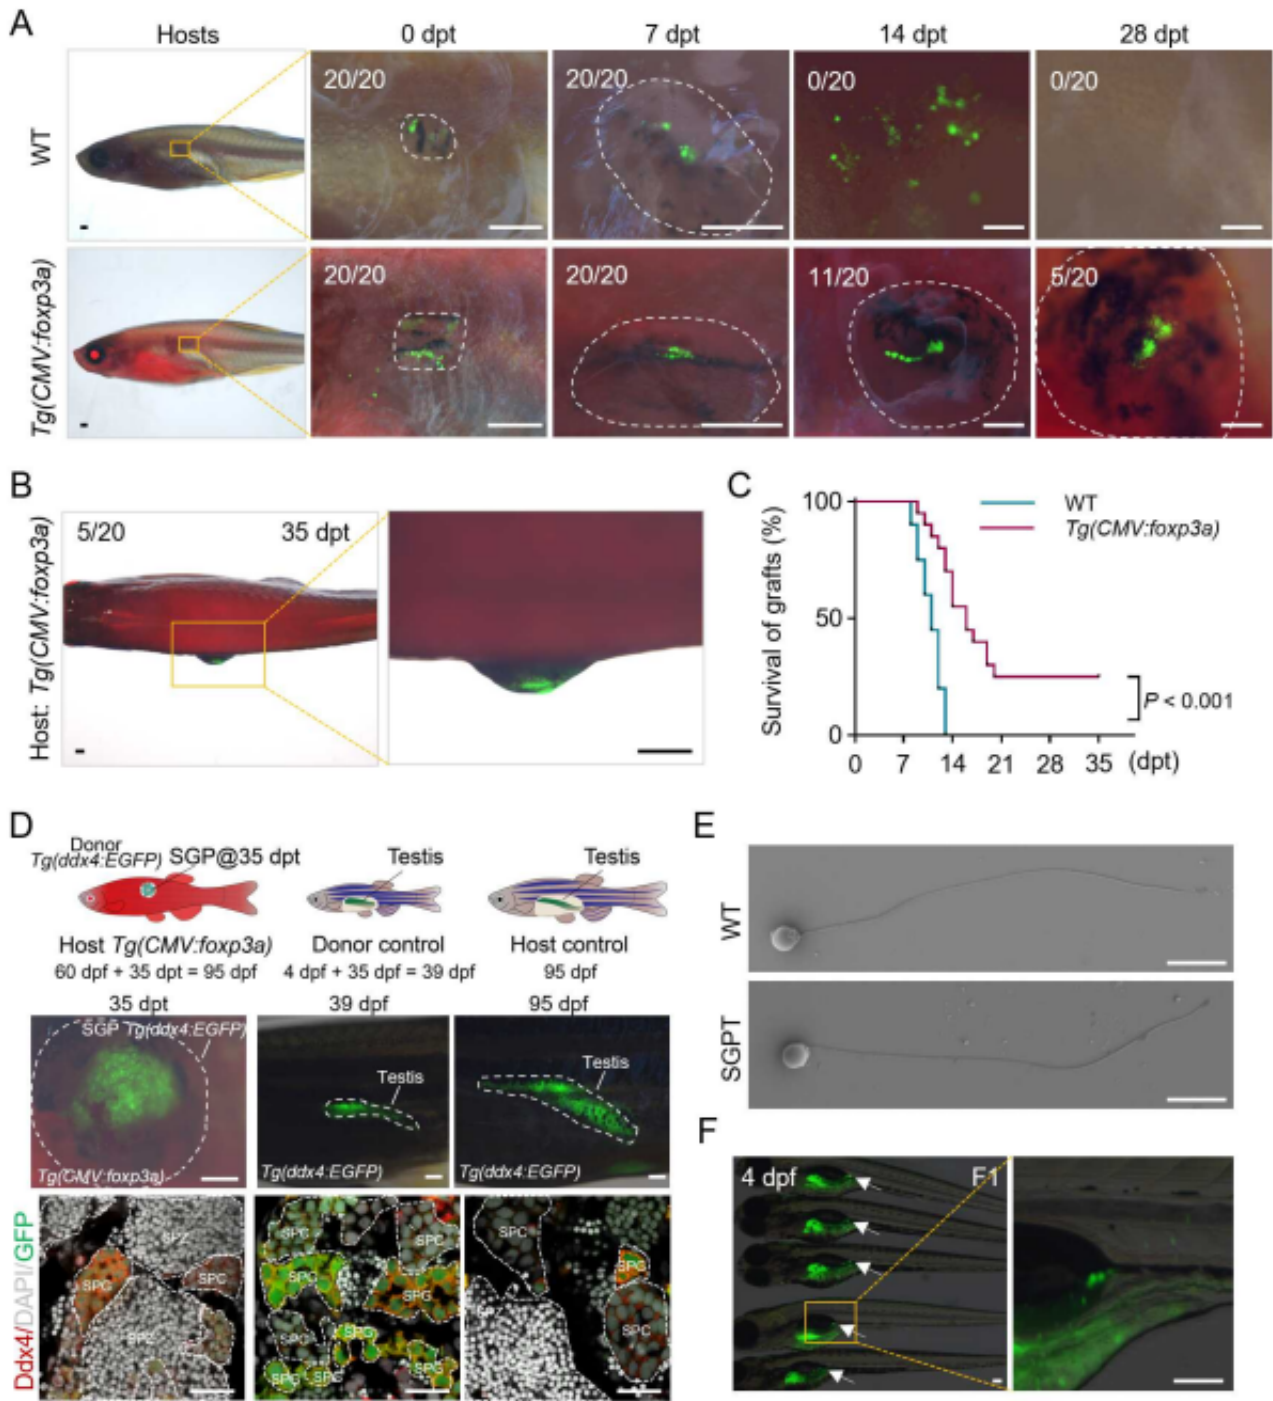 A
Hosts
0 dpt
7 dpt
14 dpt
28 dpt
WT
20/20
20/20
0/20
0/20
Tg(CMV:foxp3a)
20/20
20/20
11/20
5/20
B
Host: Tg(CMV:foxp3a)
5/20
35 dpt
C
Survival of grafts (%)
100
50
0
0 7 14 21 28 35 (dpt)
WT
Tg(CMV:foxp3a)
P < 0.001
D
Donor
Tg(ddx4:EGFP)
SGP@35 dpt
Host Tg(CMV:foxp3a)
60 dpf + 35 dpt = 95 dpf
Testis
Donor control
4 dpf + 35 dpf = 39 dpf
Testis
Host control
95 dpf
35 dpt
39 dpf
95 dpf
SGP Tg(ddx4:EGFP)
Tg(CMV:foxp3a)
Testis
Tg(ddx4:EGFP)
Testis
Tg(ddx4:EGFP)
Ddx4/DAPI/GFP
SPZ
SPC
SPC
SPZ
SPC
SPC
SPG
SPG
SPC
SPG
SPG
SPG
SPC
SPG
SPC
E
WT
SGPT
F
4 dpf
F1